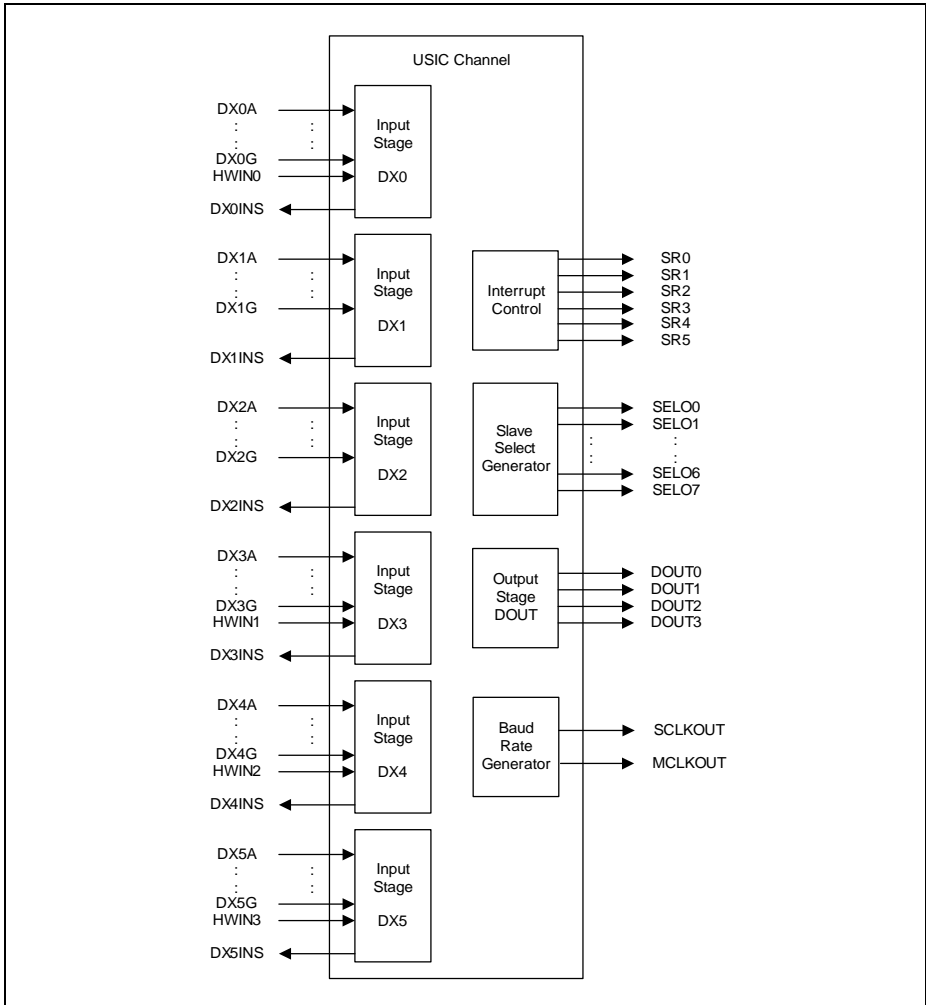 USIC Channel
DX0A
:
:
DX0G
HWIN0
DX0INS
Input
Stage
DX0
DX1A
:
:
DX1G
DX1INS
Input
Stage
DX1
DX2A
:
:
DX2G
DX2INS
Input
Stage
DX2
DX3A
:
:
DX3G
HWIN1
DX3INS
Input
Stage
DX3
DX4A
:
:
DX4G
HWIN2
DX4INS
Input
Stage
DX4
DX5A
:
:
DX5G
HWIN3
DX5INS
Input
Stage
DX5
Interrupt
Control
SR0
SR1
SR2
SR3
SR4
SR5
Slave
Select
Generator
SELO0
SELO1
:
:
SELO6
SELO7
Output
Stage
DOUT
DOUT0
DOUT1
DOUT2
DOUT3
Baud
Rate
Generator
SCLKOUT
MCLKOUT